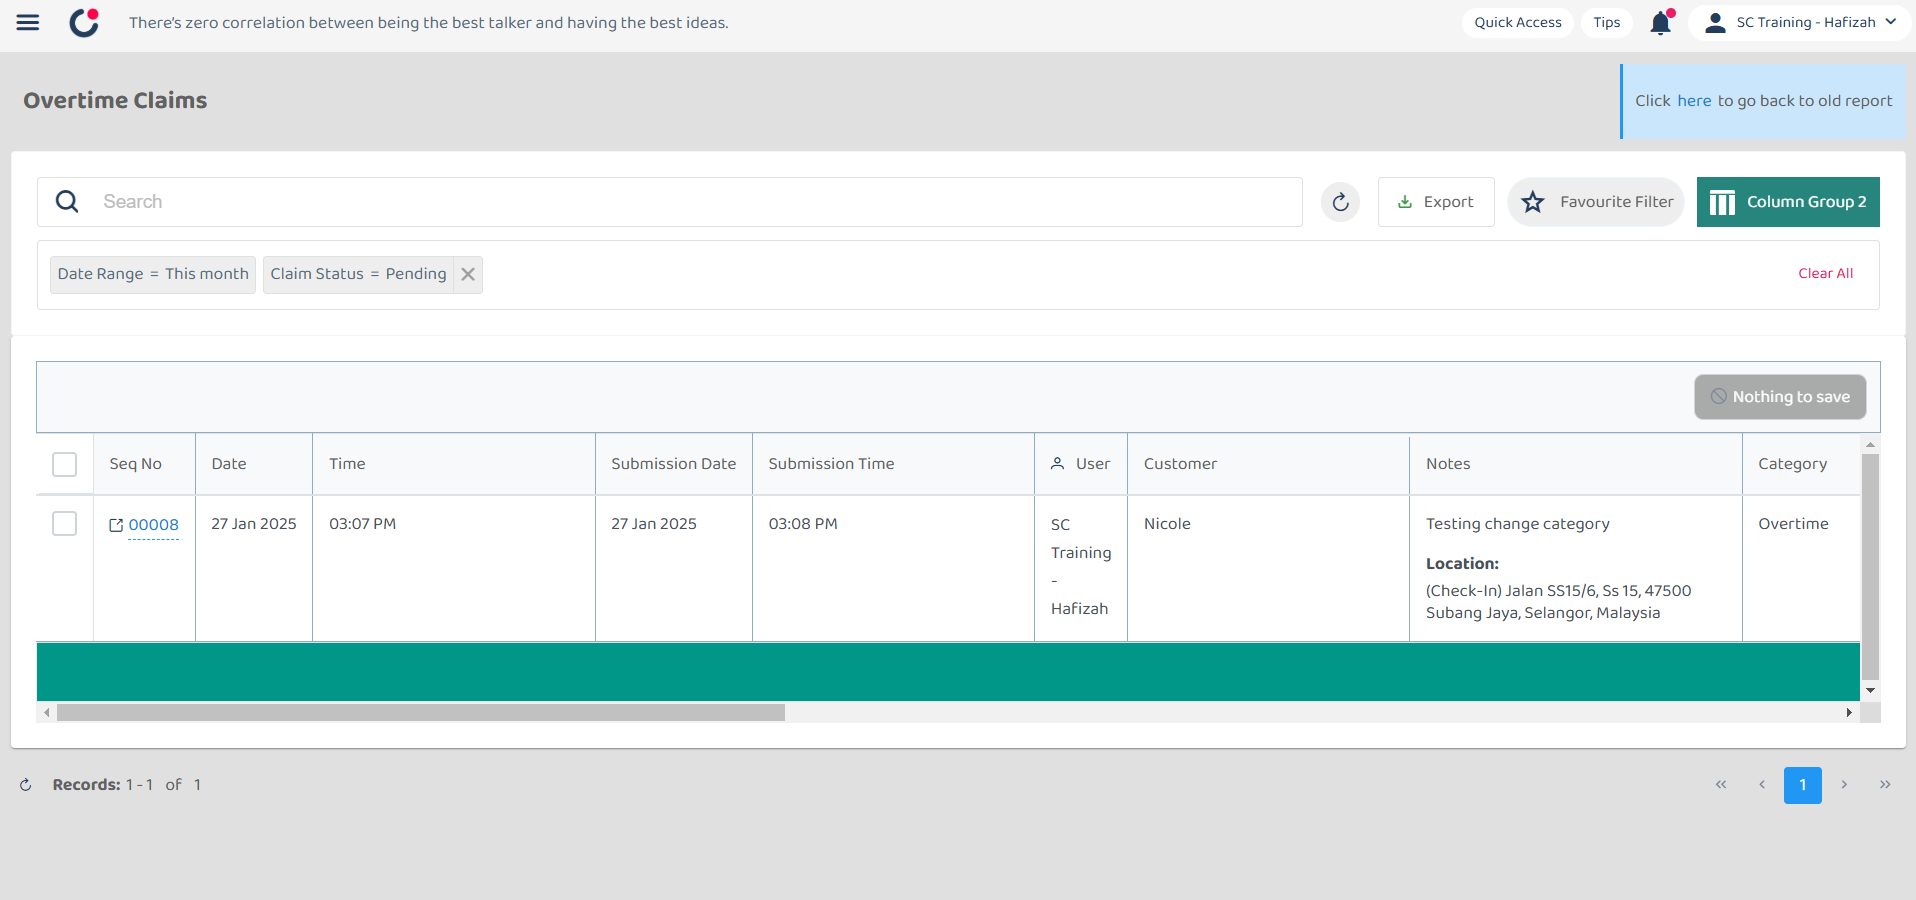 There's zero correlation between being the best talker and having the best ideas.
Quick Access
Tips
SC Training - Hafizah
Overtime Claims
Click here to go back to old report
Search
Export
Favourite Filter
Column Group 2
Date Range = This month
Claim Status = Pending
Clear All
Nothing to save
Seq No
Date
Time
Submission Date
Submission Time
User
Customer
Notes
Category
00008
27 Jan 2025
03:07 PM
27 Jan 2025
03:08 PM
SC
Training
-
Hafizah
Nicole
Testing change category
Location:
(Check-In) Jalan SS15/6, Ss 15, 47500
Subang Jaya, Selangor, Malaysia
Overtime
Records: 1 - 1 of 1
1